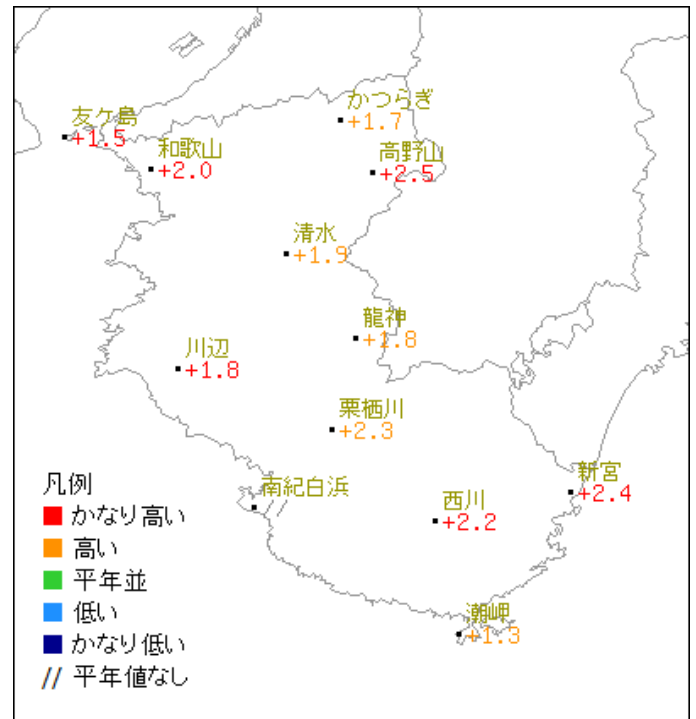 かつらぎ
+1.7
友ケ島
+1.5
和歌山
+2.0
高野山
+2.5
清水
+1.9
龍神
+1.8
川辺
+1.8
栗栖川
+2.3
南紀白浜
//
新宮
+2.4
西川
+2.2
潮岬
+1.3
凡例
かなり高い
高い
平年並
低い
かなり低い
// 平年値なし